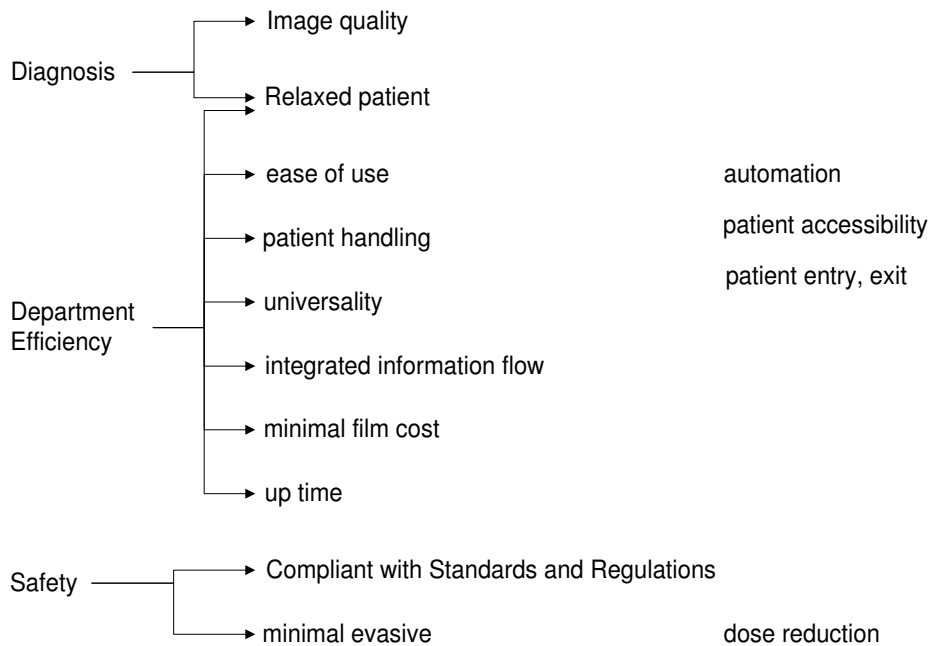 Image quality
Diagnosis
Relaxed patient
ease of use
automation
patient accessibility
patient handling
patient entry, exit
universality
Department
Efficiency
integrated information flow
minimal film cost
up time
Compliant with Standards and Regulations
Safety
minimal evasive
dose reduction